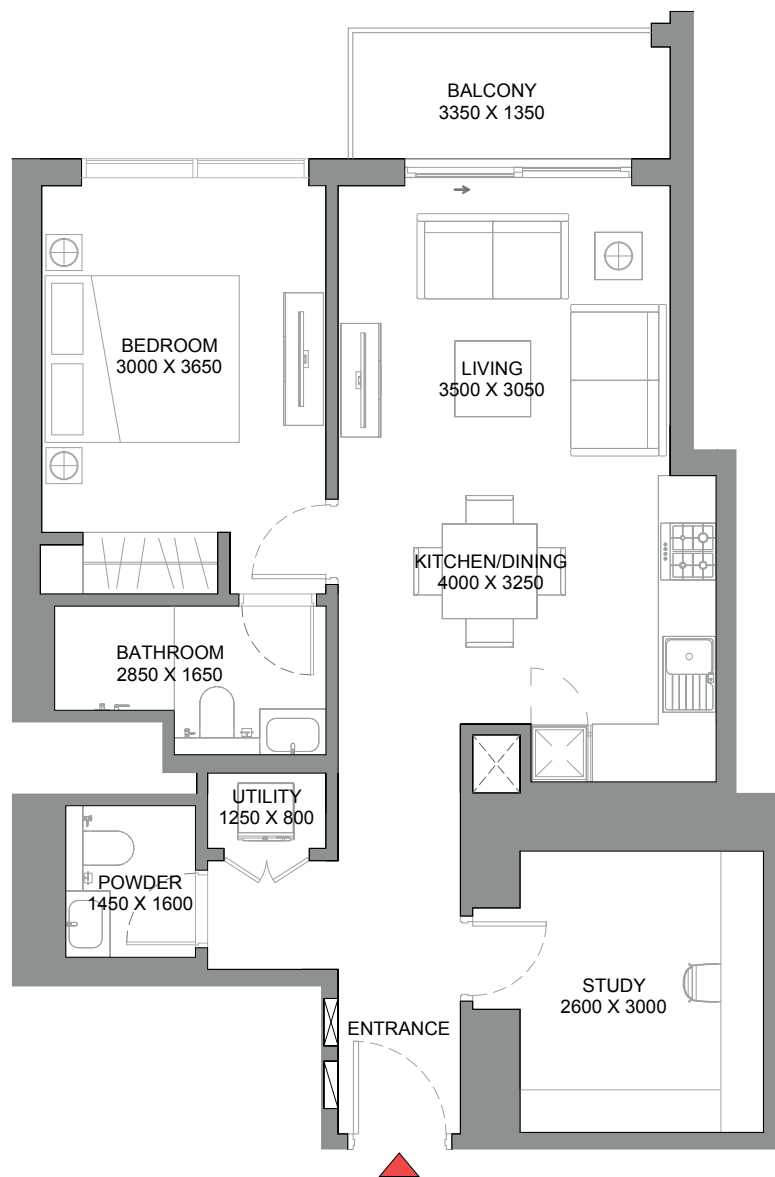 BALCONY
3350 X 1350
BEDROOM
3000 X 3650
LIVING
3500 X 3050
KITCHEN/DINING
4000 X 3250
BATHROOM
2850 X 1650
UTILITY
1250 X 800
POWDER
1450 X 1600
STUDY
2600 X 3000
ENTRANCE